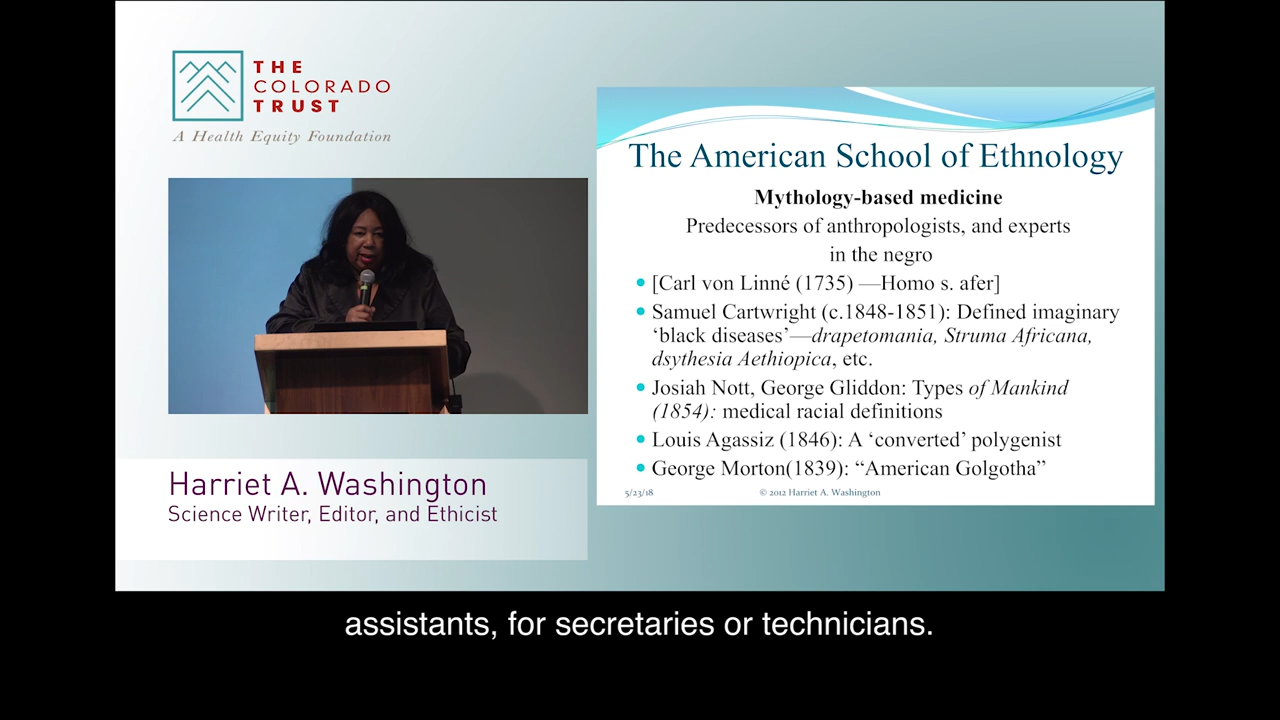 THE
COLORADO
TRUST
A Health Equity Foundation
Harriet A. Washington
Science Writer, Editor, and Ethicist
The American School of Ethnology
Mythology-based medicine
Predecessors of anthropologists, and experts
in the negro
[Carl von Linné (1735) —Homo s. afer]
Samuel Cartwright (c.1848-1851): Defined imaginary
‘black diseases’—drapetomania, Struma Africana,
dsythesia Aethiopica, etc.
Josiah Nott, George Gliddon: Types of Mankind
(1854): medical racial definitions
Louis Agassiz (1846): A ‘converted’ polygenist
George Morton(1839): “American Golgotha”
5/23/18
© 2012 Harriet A. Washington
assistants, for secretaries or technicians.